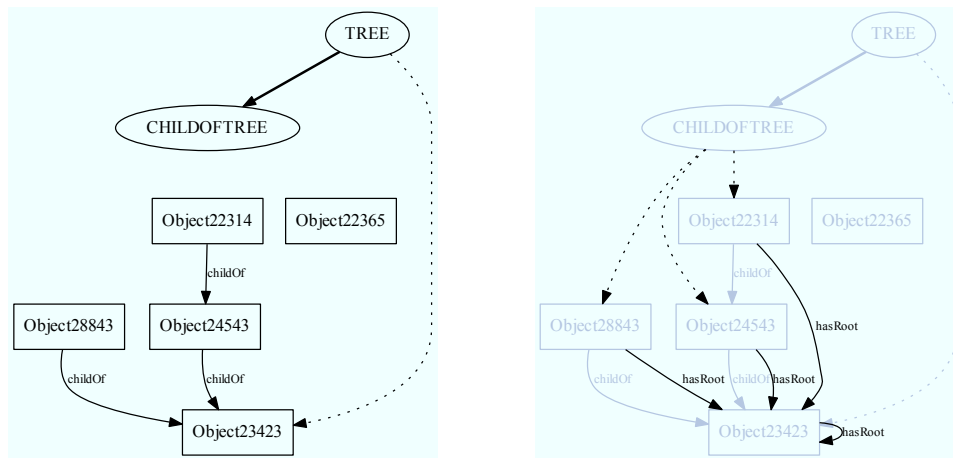 TREE
CHILDOFTREE
Object22314
Object22365
childOf
Object28843
Object24543
childOf
childOf
Object23423
TREE
CHILDOFTREE
Object22314
Object22365
childOf
Object28843
Object24543
hasRoot
childOf
hasRoot
childOf
hasRoot
Object23423
hasRoot